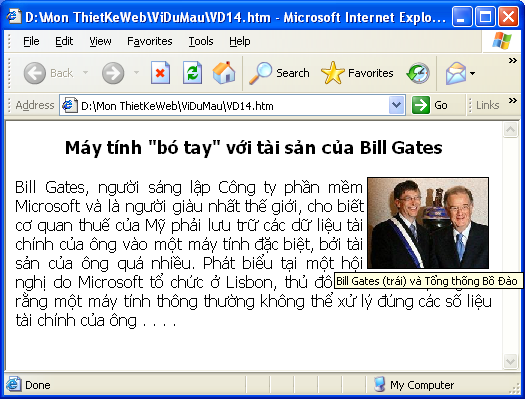 D:\Mon ThietKeWeb\ViDuMau\VD14.htm - Microsoft Internet Explo...
File Edit View Favorites Tools Help
Back Search Favorites
Address D:\Mon ThietKeWeb\ViDuMau\VD14.htm Go Links
Máy tính "bó tay" với tài sản của Bill Gates
Bill Gates, người sáng lập Công ty phần mềm
Microsoft và là người giàu nhất thế giới, cho biết
cơ quan thuế của Mỹ phải lưu trữ các dữ liệu tài
chính của ông vào một máy tính đặc biệt, bởi tài
sản của ông quá nhiều. Phát biểu tại một hội
nghị do Microsoft tổ chức ở Lisbon, thủ đô
Bill Gates (trái) và Tổng thống Bồ Đào
rằng một máy tính thông thường không thể xử lý đúng các số liệu
tài chính của ông . . . .
Done My Computer